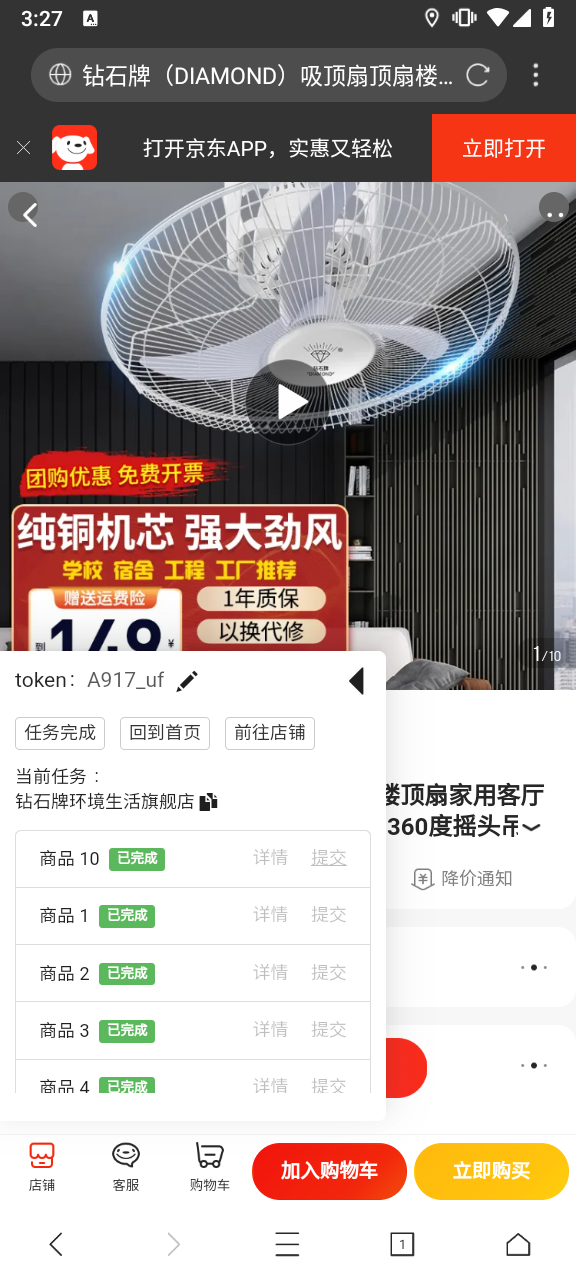 3:27
A
钻石牌（DIAMOND）吸顶扇顶扇楼...
打开京东APP，实惠又轻松
立即打开
钻石牌
"DIAMOND"
团购优惠 免费开票
纯铜机芯 强大劲风
学校 宿舍 工程 工厂推荐
赠送运费险
1年质保
到
149
¥
以换代修
1/10
token： A917_uf
任务完成
回到首页
前往店铺
当前任务：
钻石牌环境生活旗舰店
楼顶扇家用客厅
360度摇头吊
降价通知
商品 10 已完成 详情 提交
商品 1 已完成 详情 提交
商品 2 已完成 详情 提交
商品 3 已完成 详情 提交
商品 4 已完成 详情 提交
店铺
客服
购物车
加入购物车
立即购买
1